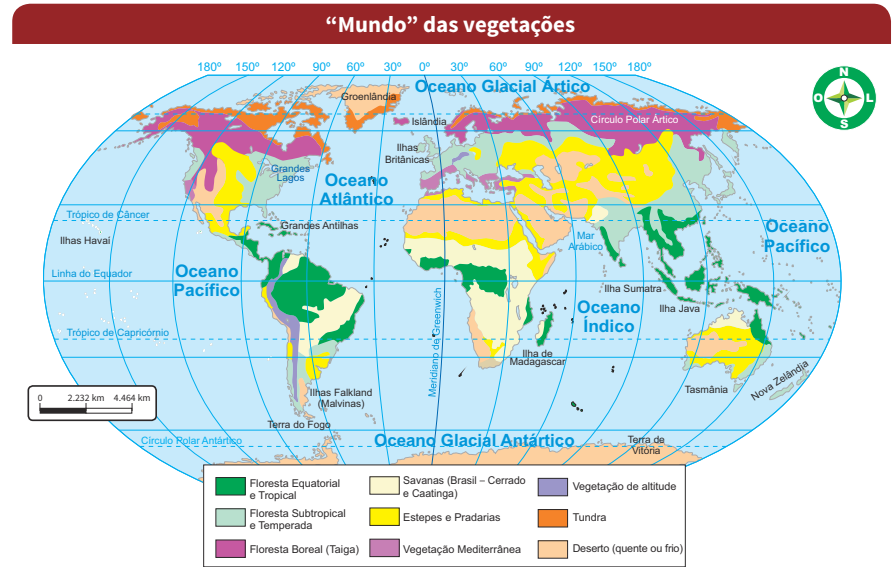 “Mundo” das vegetações
180º 150º 120º 90º 60º 30º 0º 30º 60º 90º 120º 150º 180º
Oceano Glacial Ártico
N
O L
S
Groenlândia
Islândia
Círculo Polar Ártico
Ilhas
Britânicas
Grandes
Lagos
Oceano
Atlântico
Trópico de Câncer
Grandes Antilhas
Ilhas Havaí
Mar
Arábico
Oceano
Pacífico
Linha do Equador
Oceano
Pacífico
Ilha Sumatra
Ilha Java
Oceano
Índico
Meridiano de Greenwich
Trópico de Capricórnio
Ilha de
Madagascar
Tasmânia
Nova Zelândia
0 2.232 km 4.464 km
Ilhas Falkland
(Malvinas)
Terra do Fogo
Círculo Polar Antártico
Oceano Glacial Antártico
Terra de
Vitória
Floresta Equatorial
e Tropical
Floresta Subtropical
e Temperada
Floresta Boreal (Taiga)
Savanas (Brasil – Cerrado
e Caatinga)
Estepes e Pradarias
Vegetação Mediterrânea
Vegetação de altitude
Tundra
Deserto (quente ou frio)